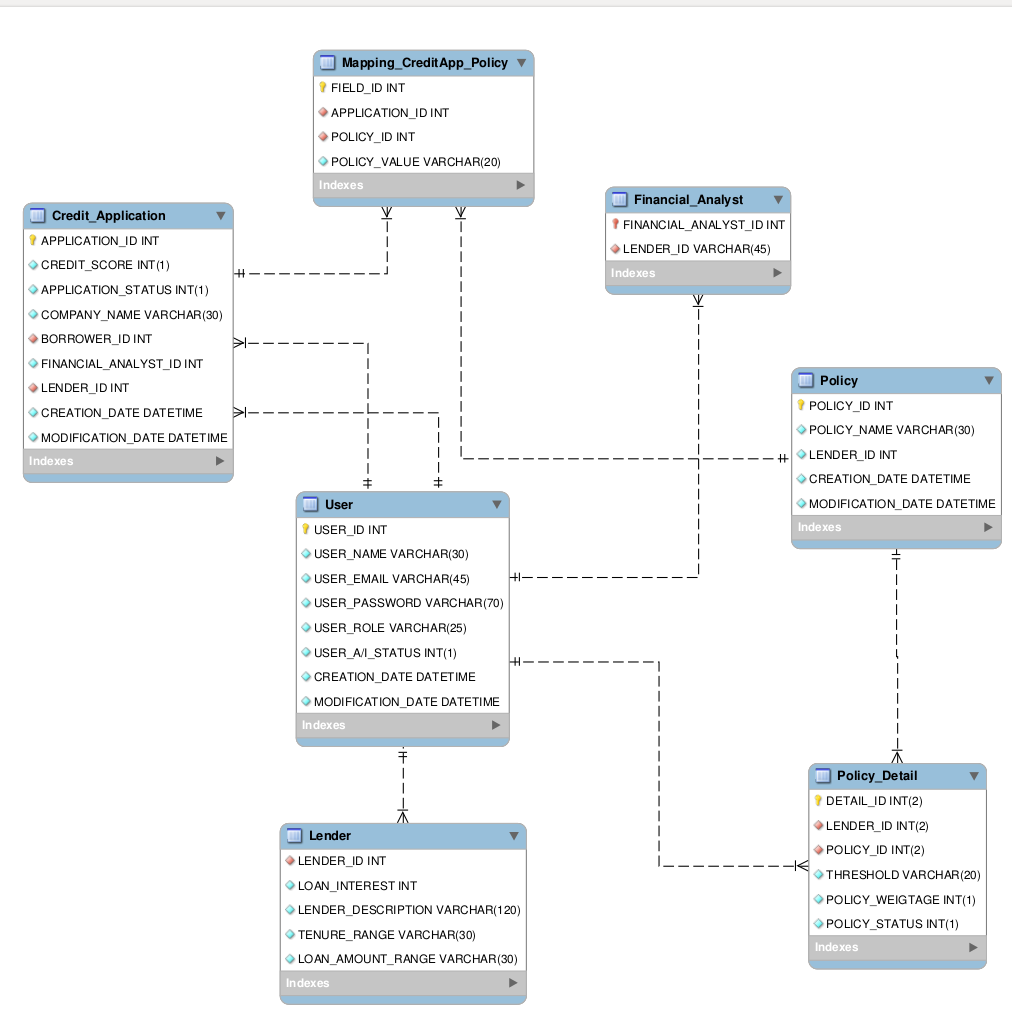 Mapping_CreditApp_Policy
FIELD_ID INT
APPLICATION_ID INT
POLICY_ID INT
POLICY_VALUE VARCHAR(20)
Indexes
Financial_Analyst
FINANCIAL_ANALYST_ID INT
LENDER_ID VARCHAR(45)
Indexes
Credit_Application
APPLICATION_ID INT
CREDIT_SCORE INT(1)
APPLICATION_STATUS INT(1)
COMPANY_NAME VARCHAR(30)
BORROWER_ID INT
FINANCIAL_ANALYST_ID INT
LENDER_ID INT
CREATION_DATE DATETIME
MODIFICATION_DATE DATETIME
Indexes
Policy
POLICY_ID INT
POLICY_NAME VARCHAR(30)
LENDER_ID INT
CREATION_DATE DATETIME
MODIFICATION_DATE DATETIME
Indexes
User
USER_ID INT
USER_NAME VARCHAR(30)
USER_EMAIL VARCHAR(45)
USER_PASSWORD VARCHAR(70)
USER_ROLE VARCHAR(25)
USER_A/I_STATUS INT(1)
CREATION_DATE DATETIME
MODIFICATION_DATE DATETIME
Indexes
Policy_Detail
DETAIL_ID INT(2)
LENDER_ID INT(2)
POLICY_ID INT(2)
THRESHOLD VARCHAR(20)
POLICY_WEIGTAGE INT(1)
POLICY_STATUS INT(1)
Indexes
Lender
LENDER_ID INT
LOAN_INTEREST INT
LENDER_DESCRIPTION VARCHAR(120)
TENURE_RANGE VARCHAR(30)
LOAN_AMOUNT_RANGE VARCHAR(30)
Indexes